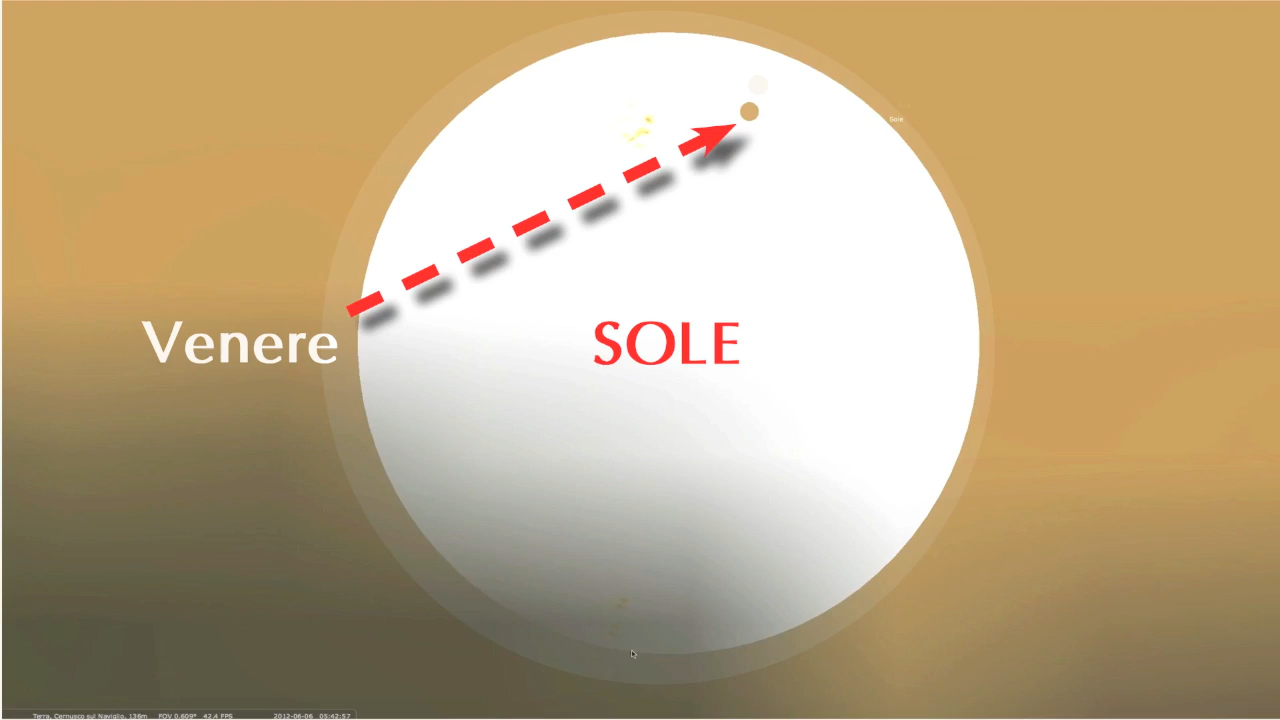 Sole
Venere
SOLE
Terra, Cernusco sul Naviglio, 136m FOV 0.609° 42.4 FPS 2012-06-06 05:42:57